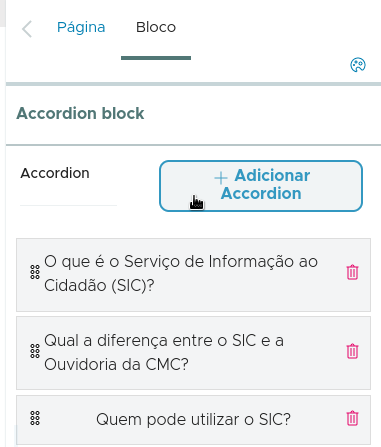 Página
Bloco
Accordion block
Accordion
+ Adicionar
Accordion
O que é o Serviço de Informação ao
Cidadão (SIC)?
Qual a diferença entre o SIC e a
Ouvidoria da CMC?
Quem pode utilizar o SIC?